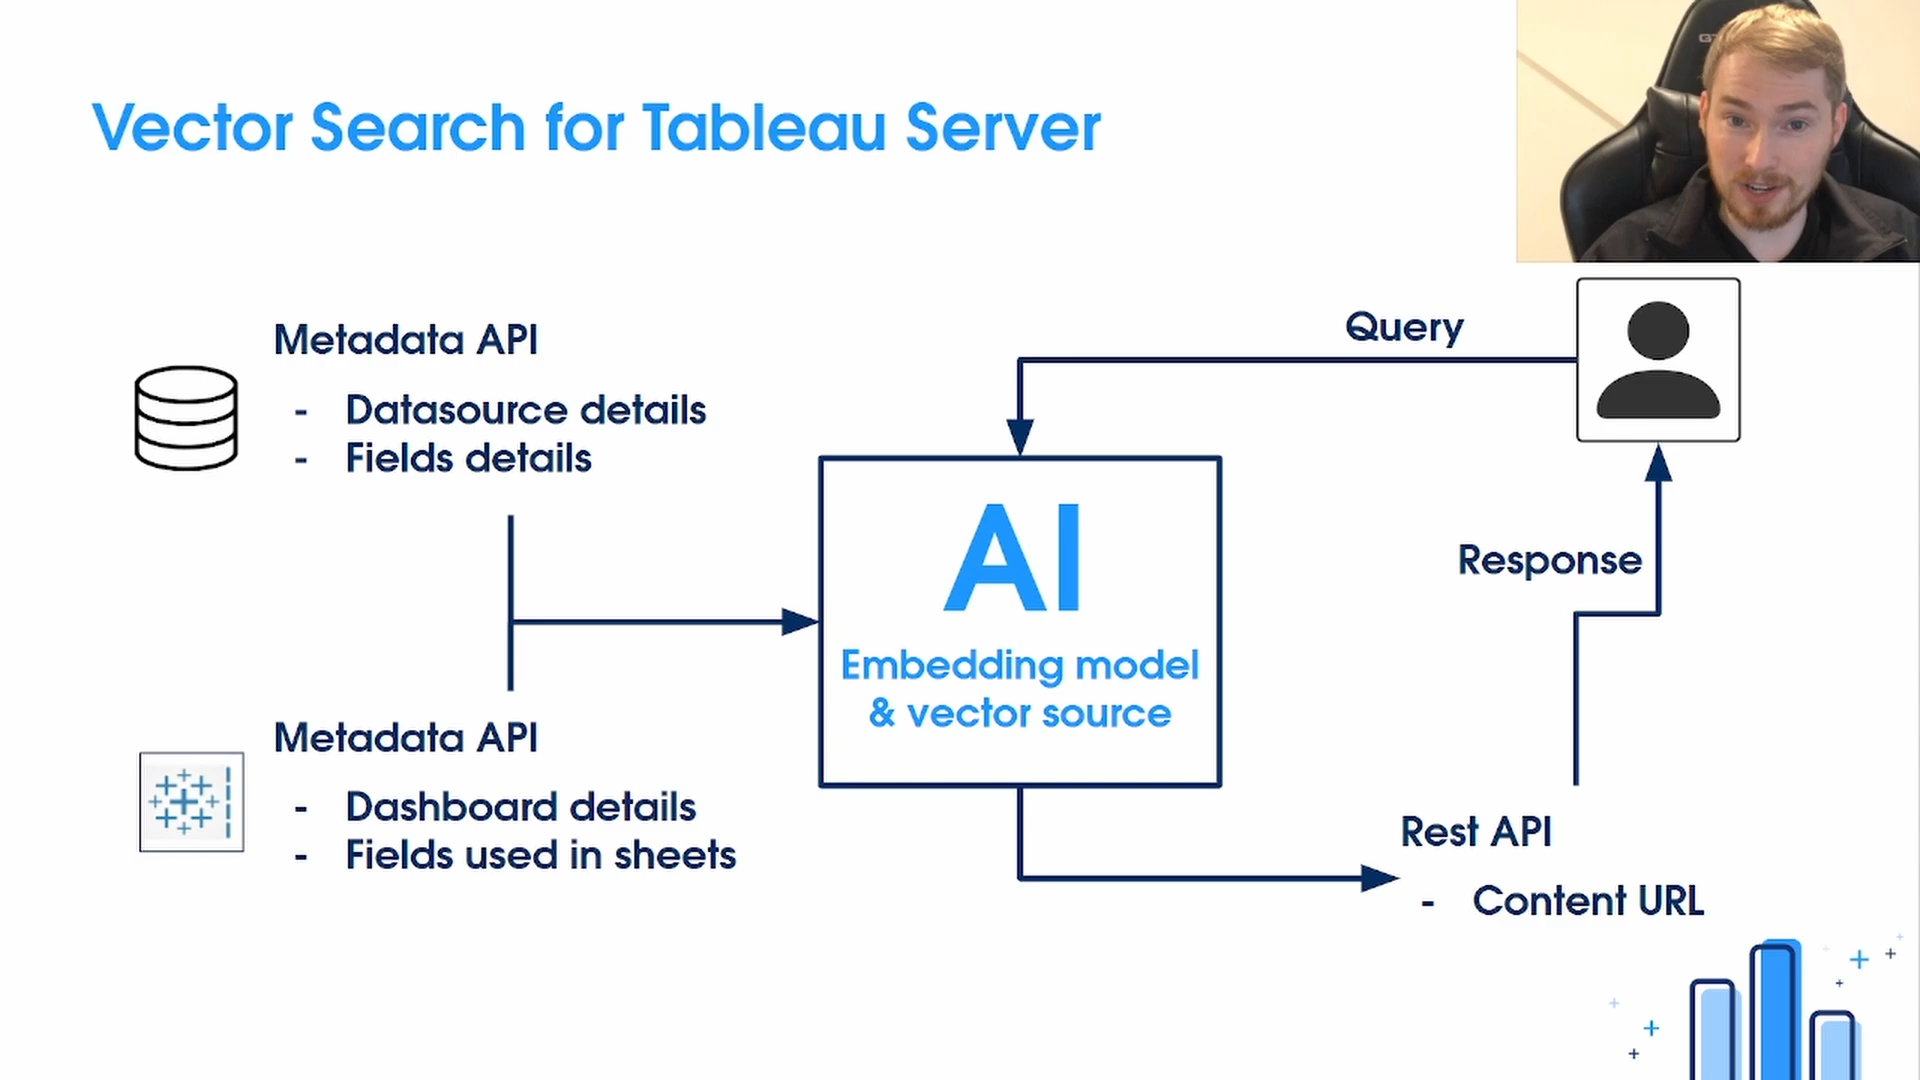 Vector Search for Tableau Server
Metadata API
- Datasource details
- Fields details
Metadata API
- Dashboard details
- Fields used in sheets
Query
AI
Embedding model
& vector source
Response
Rest API
- Content URL